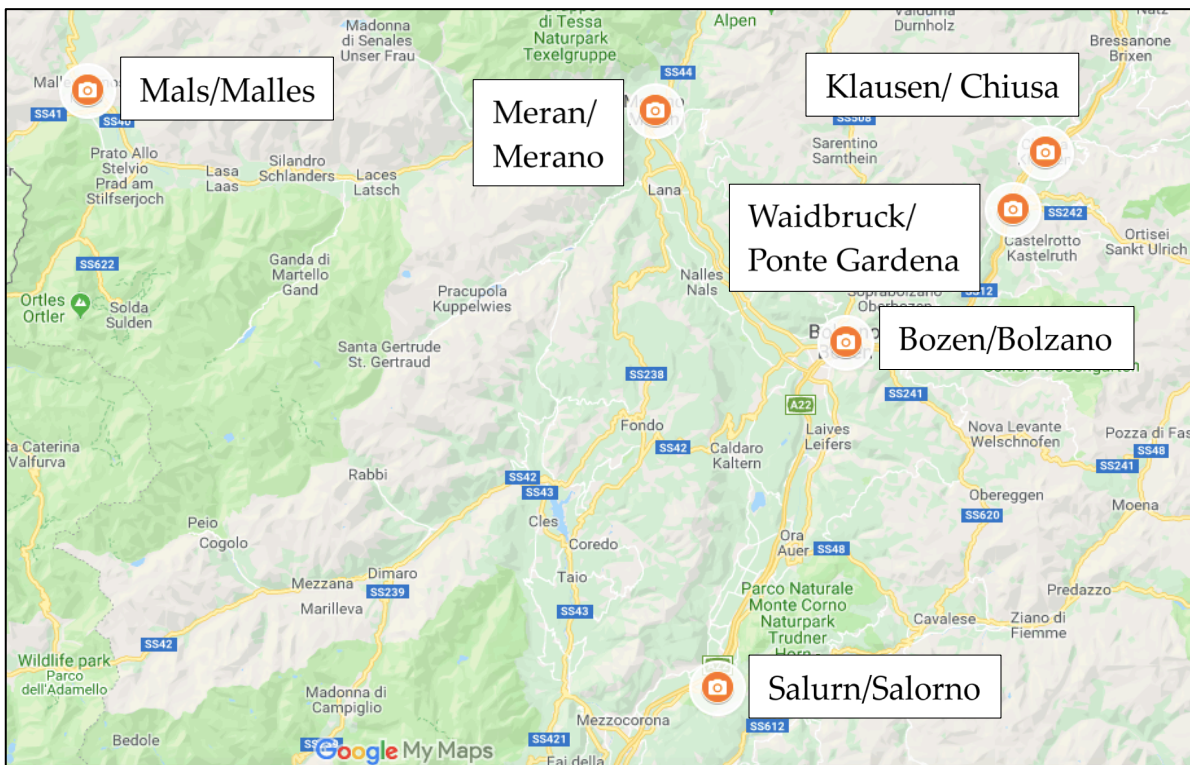 Madonna
di Senales
Unser Frau
di Tessa
Naturpark
Texelgruppe
Alpen
Durnholz
Bressanone
Brixen
SS44
Mals/Malles
SS41
SS40
Meran/
Merano
Klausen/ Chiusa
SS508
Sarentino
Sarnthein
Prato Allo
Stelvio
Prad am
Stilfserjoch
Lasa
Laas
Silandro
Schlanders
Laces
Latsch
Lana
Waidbruck/
Ponte Gardena
SS242
Castelrotto
Kastelruth
Ortisei
Sankt Ulrich
SS622
Ganda di
Martello
Gand
Nalles
Nals
Ortles
Ortler
Solda
Sulden
Pracupola
Kuppelwies
Soprabolzano
Oberbozen
SS12
Bozen/Bolzano
Santa Gertrude
St. Gertraud
SS238
A22
SS241
Fondo
Laives
Leifers
Nova Levante
Welschnofen
Pozza di Fas
SS48
SS42
Caldaro
Kaltern
SS241
ta Caterina
Valfurva
Rabbi
SS42
SS43
Obereggen
Moena
SS620
Peio
Cogolo
Cles
Coredo
Ora
Auer
SS48
Mezzana
Dimaro
Marilleva
SS239
Taio
SS43
Parco Naturale
Monte Corno
Naturpark
Trudner
Horn
Predazzo
Cavalese
Ziano di
Fiemme
SS42
Wildlife park
Parco
dell'Adamello
Salurn/Salorno
Madonna di
Campiglio
Mezzocorona
SS612
Bedole
SS421
Google My Maps
Fai della